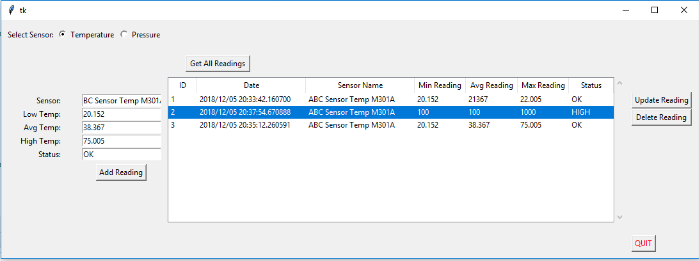 tk
Select Sensor: Temperature Pressure
Get All Readings
ID Date Sensor Name Min Reading Avg Reading Max Reading Status
1 2018/12/05 20:33:42.160700 ABC Sensor Temp M301A 20.152 21367 22.005 OK
2 2018/12/05 20:37:54.670888 ABC Sensor Temp M301A 100 100 1000 HIGH
3 2018/12/05 20:35:12.260591 ABC Sensor Temp M301A 20.152 38.367 75.005 OK
Sensor: BC Sensor Temp M301A
Low Temp: 20.152
Avg Temp: 38.367
High Temp: 75.005
Status: OK
Add Reading
Update Reading
Delete Reading
QUIT